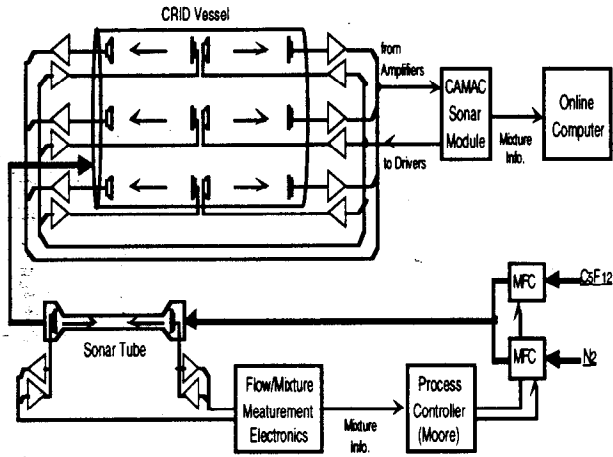 CRID Vessel
from
Amplifiers
to Drivers
CAMAC
Sonar
Module
Mixture
Info.
Online
Computer
C5F12
MFC
N2
MFC
Sonar Tube
Flow/Mixture
Meaturement
Electronics
Mixture
Info.
Process
Controller
(Moore)